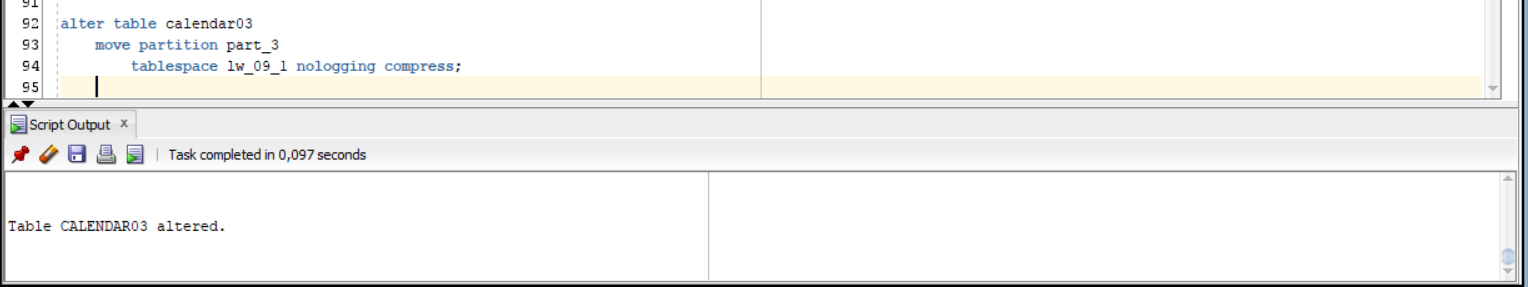 91
92 alter table calendar03
93     move partition part_3
94         tablespace lw_09_1 nologging compress;
95
Script Output x
Task completed in 0,097 seconds
Table CALENDAR03 altered.